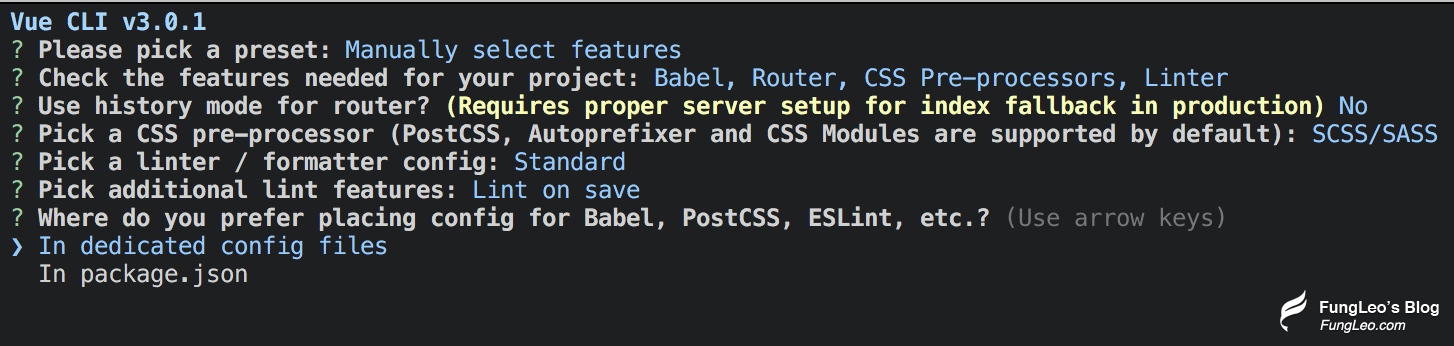 Vue CLI v3.0.1
? Please pick a preset: Manually select features
? Check the features needed for your project: Babel, Router, CSS Pre-processors, Linter
? Use history mode for router? (Requires proper server setup for index fallback in production) No
? Pick a CSS pre-processor (PostCSS, Autoprefixer and CSS Modules are supported by default): SCSS/SASS
? Pick a linter / formatter config: Standard
? Pick additional lint features: Lint on save
? Where do you prefer placing config for Babel, PostCSS, ESLint, etc.? (Use arrow keys)
❯ In dedicated config files
In package.json
FungLeo's Blog
FungLeo.com